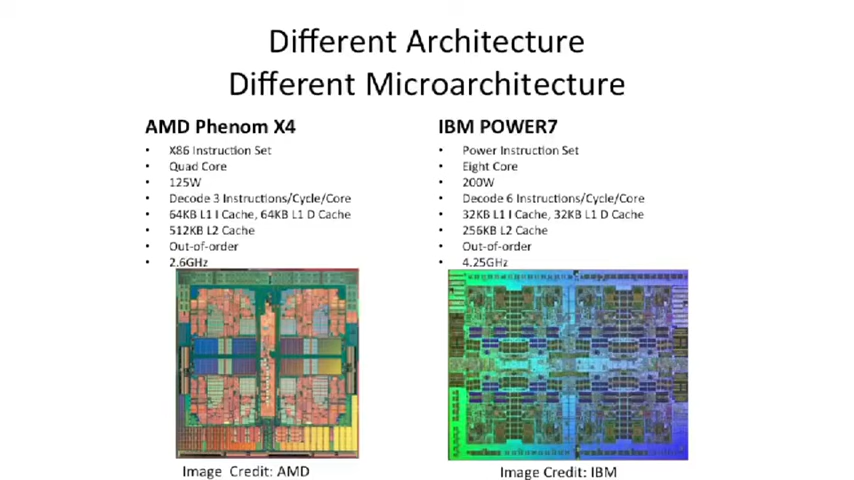 Different Architecture
Different Microarchitecture
AMD Phenom X4
• X86 Instruction Set
• Quad Core
• 125W
• Decode 3 Instructions/Cycle/Core
• 64KB L1 I Cache, 64KB L1 D Cache
• 512KB L2 Cache
• Out-of-order
• 2.6GHz
Image Credit: AMD
IBM POWER7
• Power Instruction Set
• Eight Core
• 200W
• Decode 6 Instructions/Cycle/Core
• 32KB L1 I Cache, 32KB L1 D Cache
• 256KB L2 Cache
• Out-of-order
• 4.25GHz
Image Credit: IBM